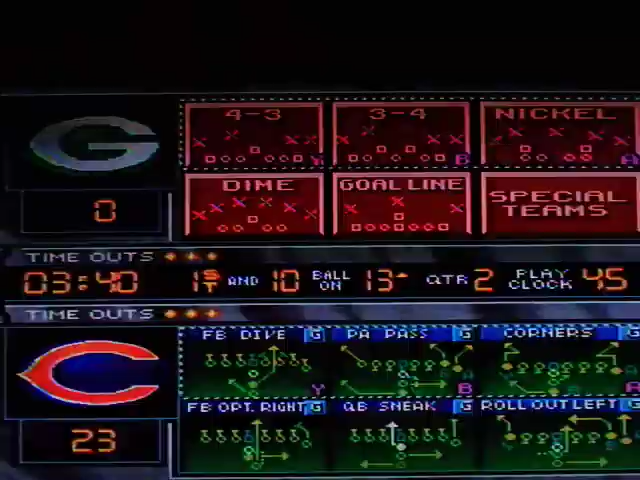 G
4-3
3-4
NICKEL
Y
B
A
DIME
GOAL LINE
SPECIAL TEAMS
0
TIME OUTS
03:40 1ST AND 10 BALL ON 13 QTR 2 PLAY CLOCK 45
TIME OUTS
C
FB DIVE G
PA PASS G
CORNERS G
Y
B
A
FB OPT. RIGHT G
QB SNEAK G
ROLL OUT LEFT G
23